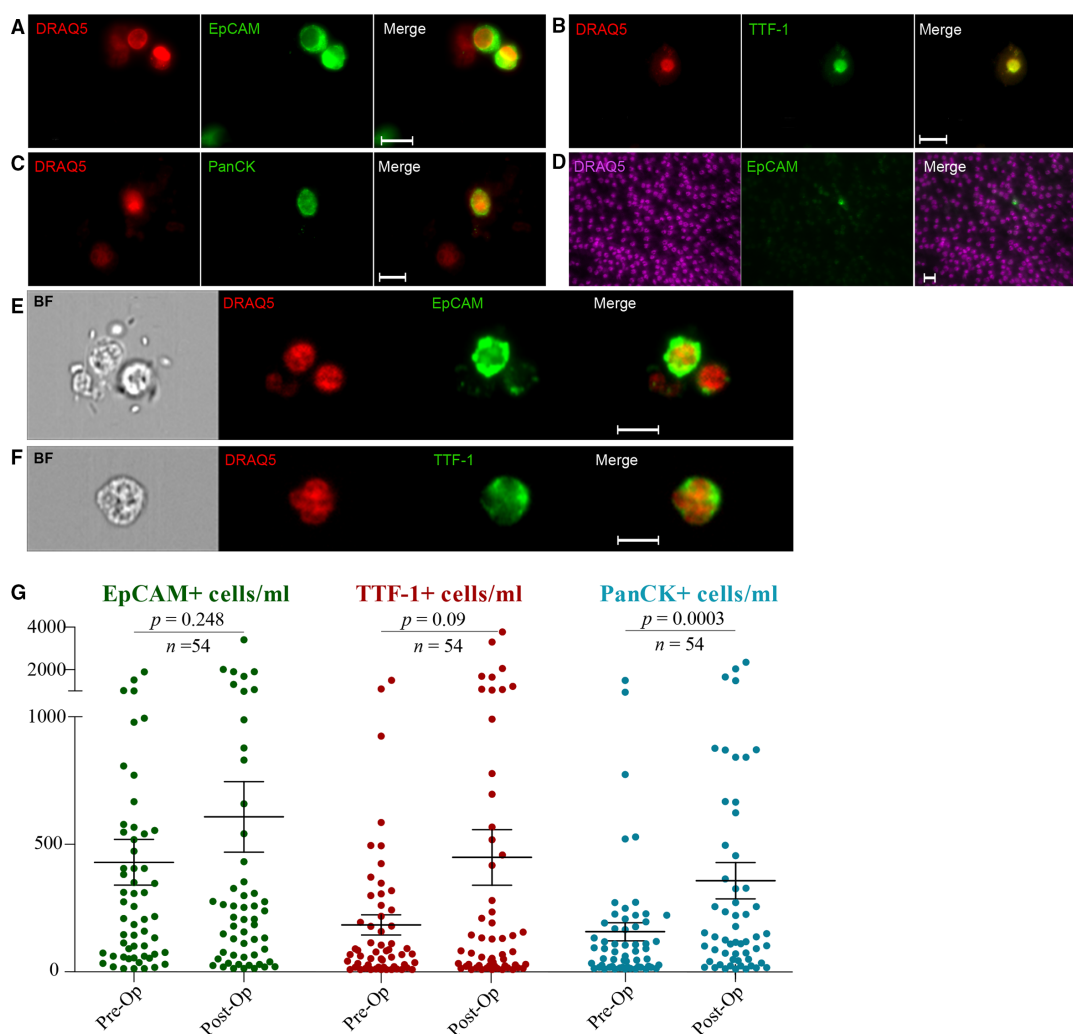 A DRAQ5 EpCAM Merge
B DRAQ5 TTF-1 Merge
C DRAQ5 PanCK Merge
D DRAQ5 EpCAM Merge
E BF DRAQ5 EpCAM Merge
F BF DRAQ5 TTF-1 Merge
G
EpCAM+ cells/ml TTF-1+ cells/ml PanCK+ cells/ml
p = 0.248 p = 0.09 p = 0.0003
n =54 n = 54 n = 54
4000
2000
1000
500
0
Pre-Op Post-Op Pre-Op Post-Op Pre-Op Post-Op